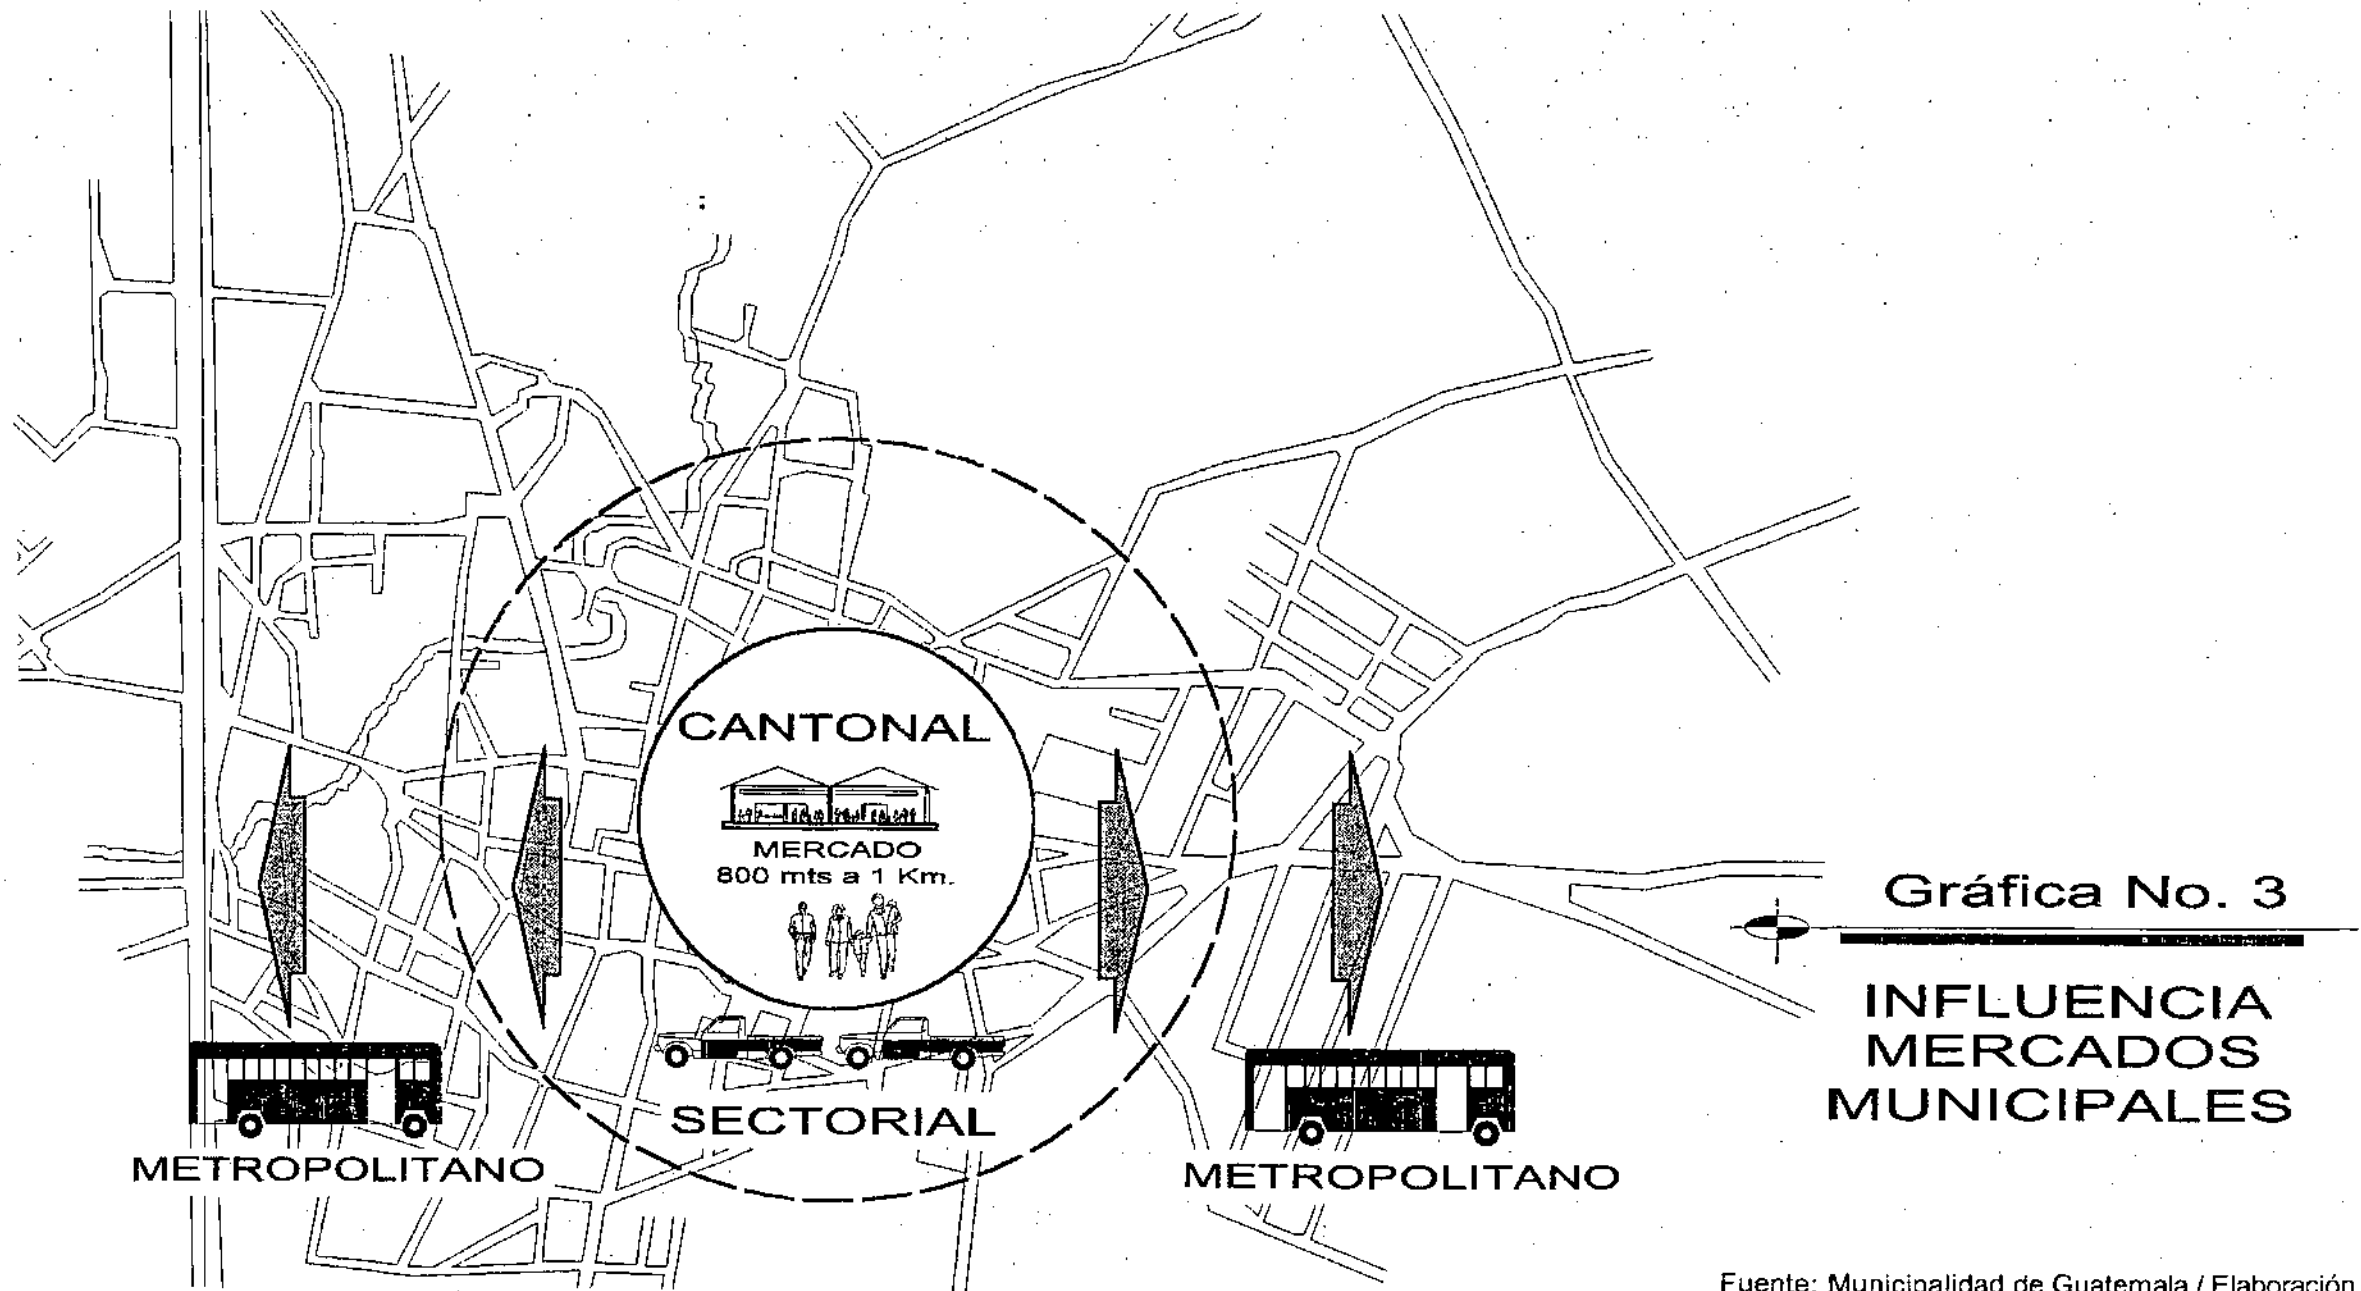 CANTONAL
MERCADO
800 mts a 1 Km.
SECTORIAL
METROPOLITANO
METROPOLITANO
Gráfica No. 3
INFLUENCIA
MERCADOS
MUNICIPALES
Fuente: Municipalidad de Guatemala / Elaboración